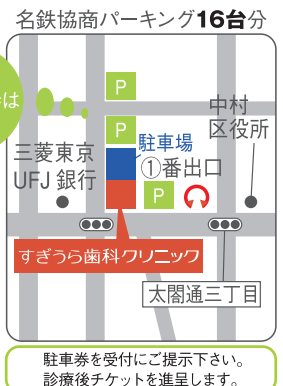 名鉄協商パーキング16台分
は
P
P
中村
区役所
駐車場
三菱東京
UFJ 銀行
①番出口
P
すぎうら歯科クリニック
太閤通三丁目
駐車券を受付にご提示下さい。
診療後チケットを進呈します。